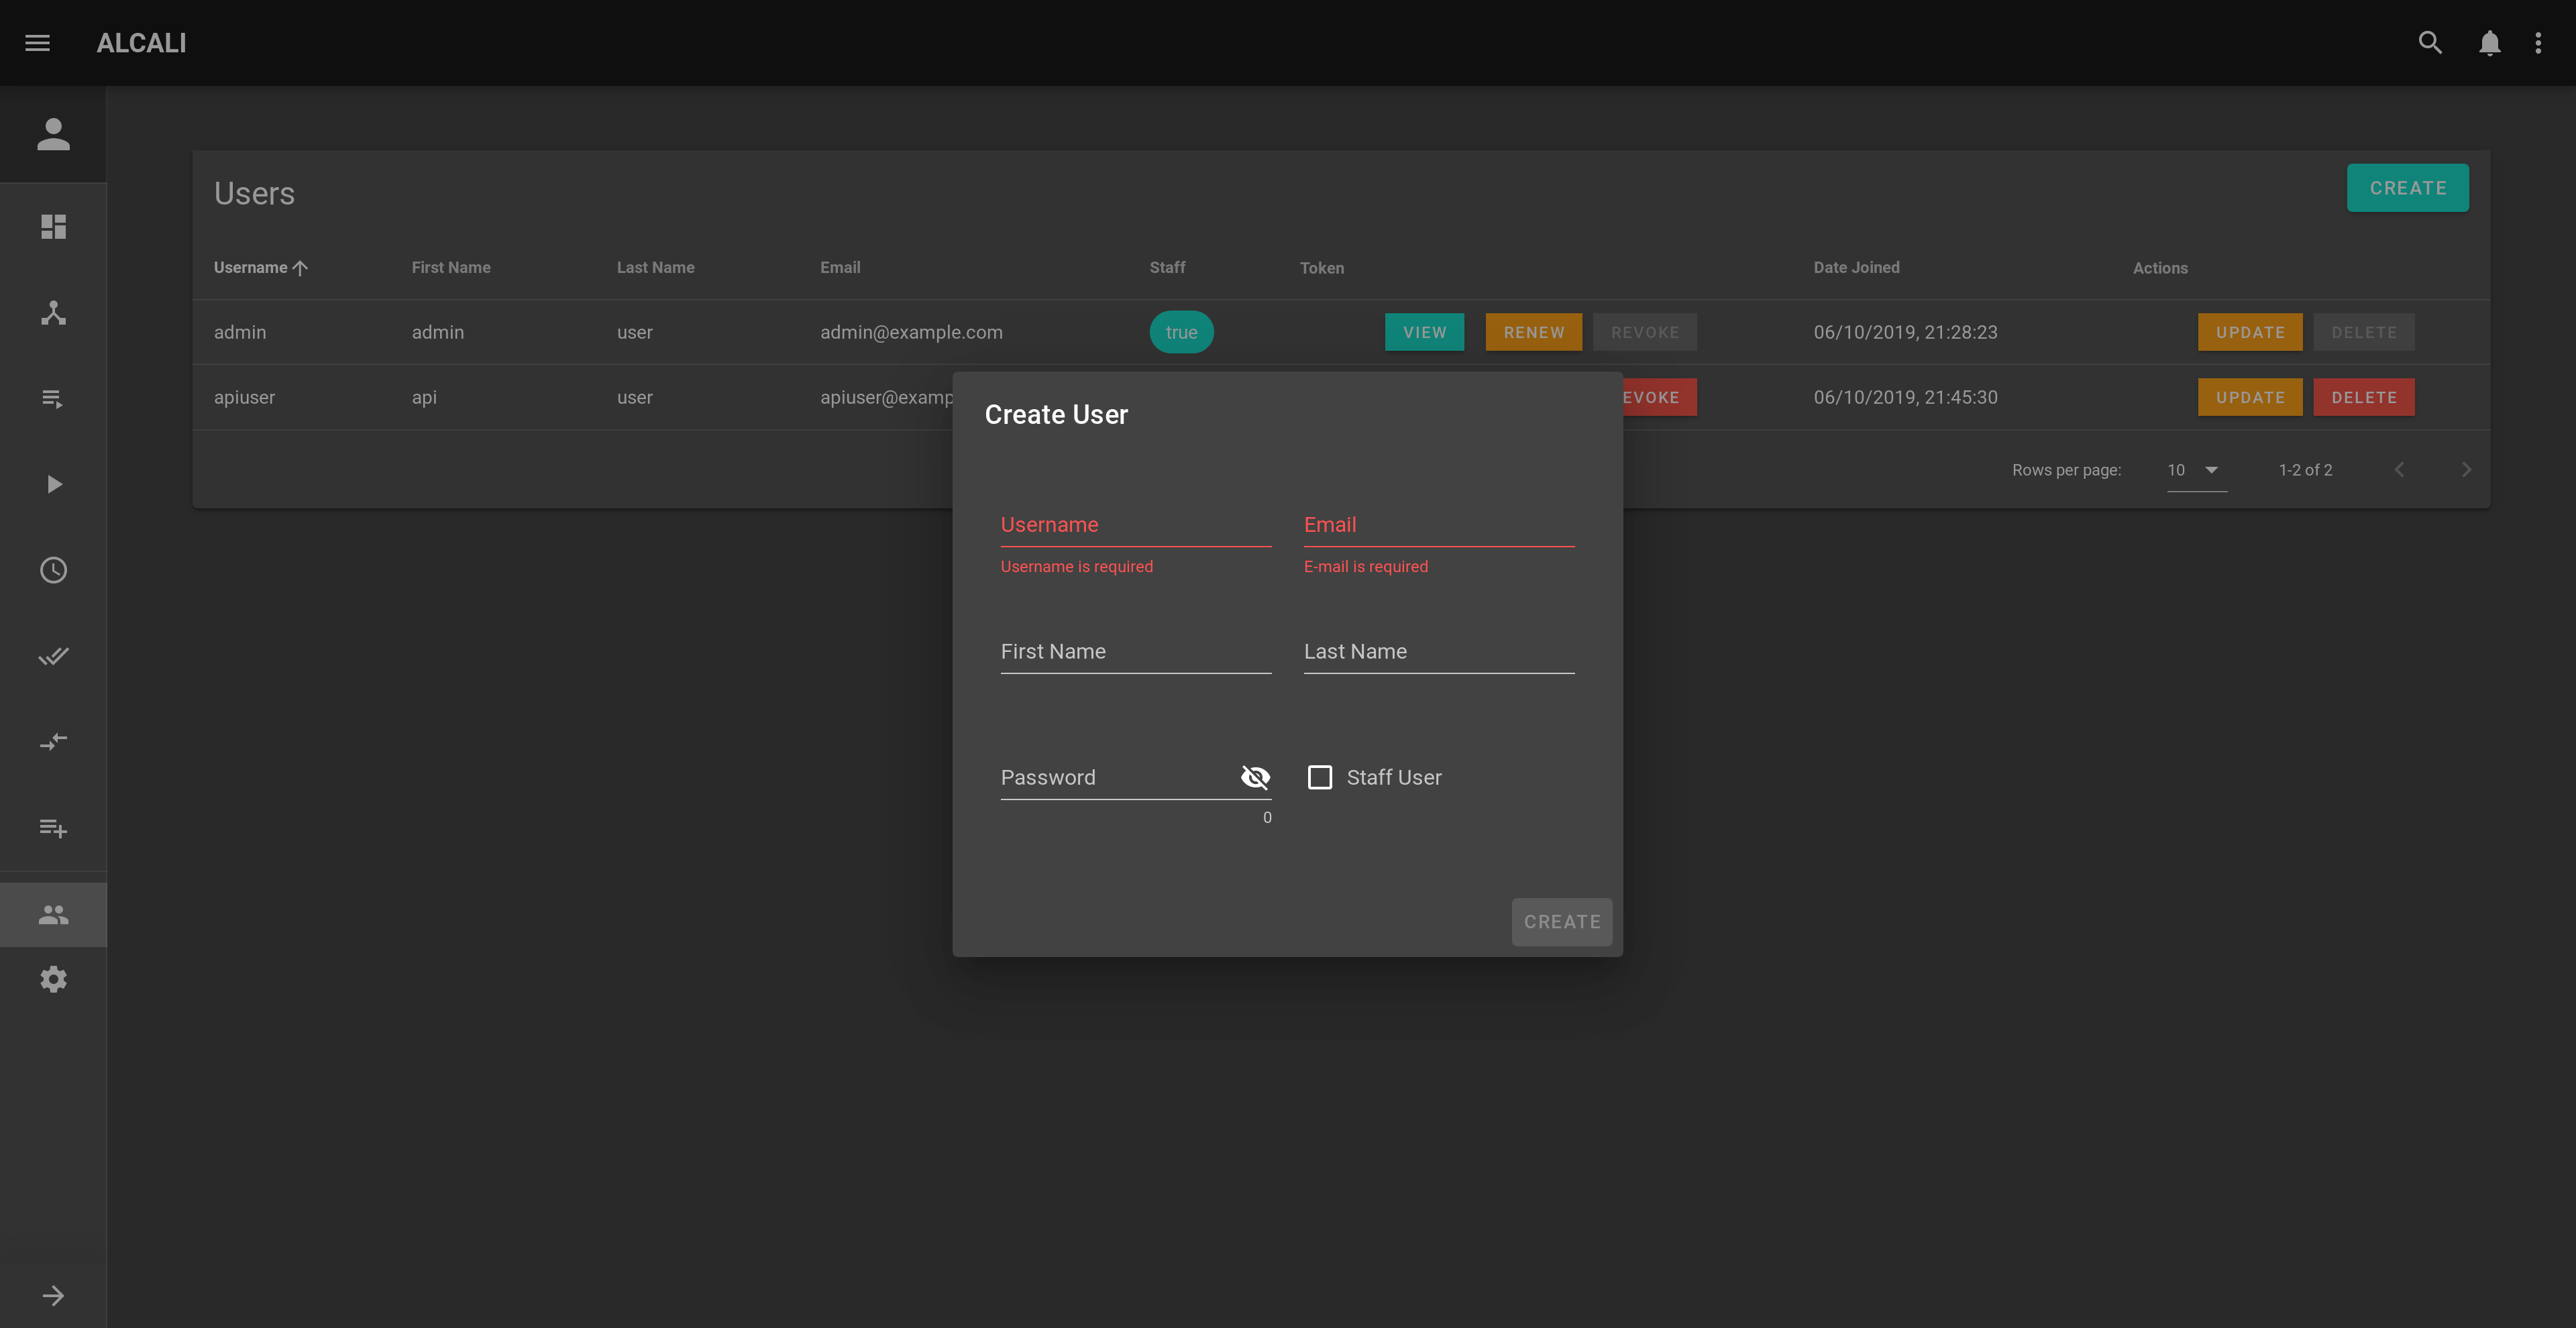 ALCALI
Users
CREATE
Username First Name Last Name Email Staff Token Date Joined Actions
admin admin user admin@example.com true VIEW RENEW REVOKE 06/10/2019, 21:28:23 UPDATE DELETE
apiuser api user apiuser@examp EVOKE 06/10/2019, 21:45:30 UPDATE DELETE
Rows per page: 10 1-2 of 2
Create User
Username Email
Username is required E-mail is required
First Name Last Name
Password Staff User
0
CREATE